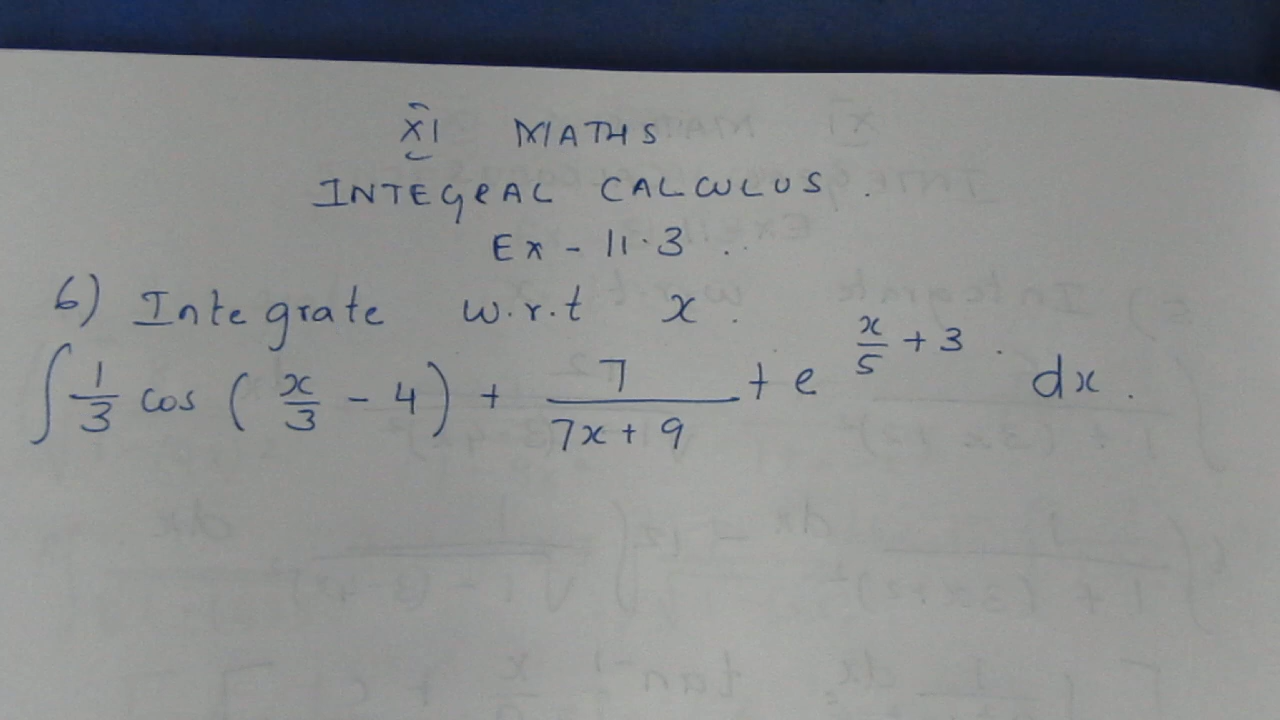 XI MATHS
INTEGRAL CALCULUS.
Ex - 11.3 ..
6) Integrate w.r.t x.
∫ 1/3 cos ( x/3 - 4 ) + 7/(7x + 9) + e^(x/5 + 3) . dx.